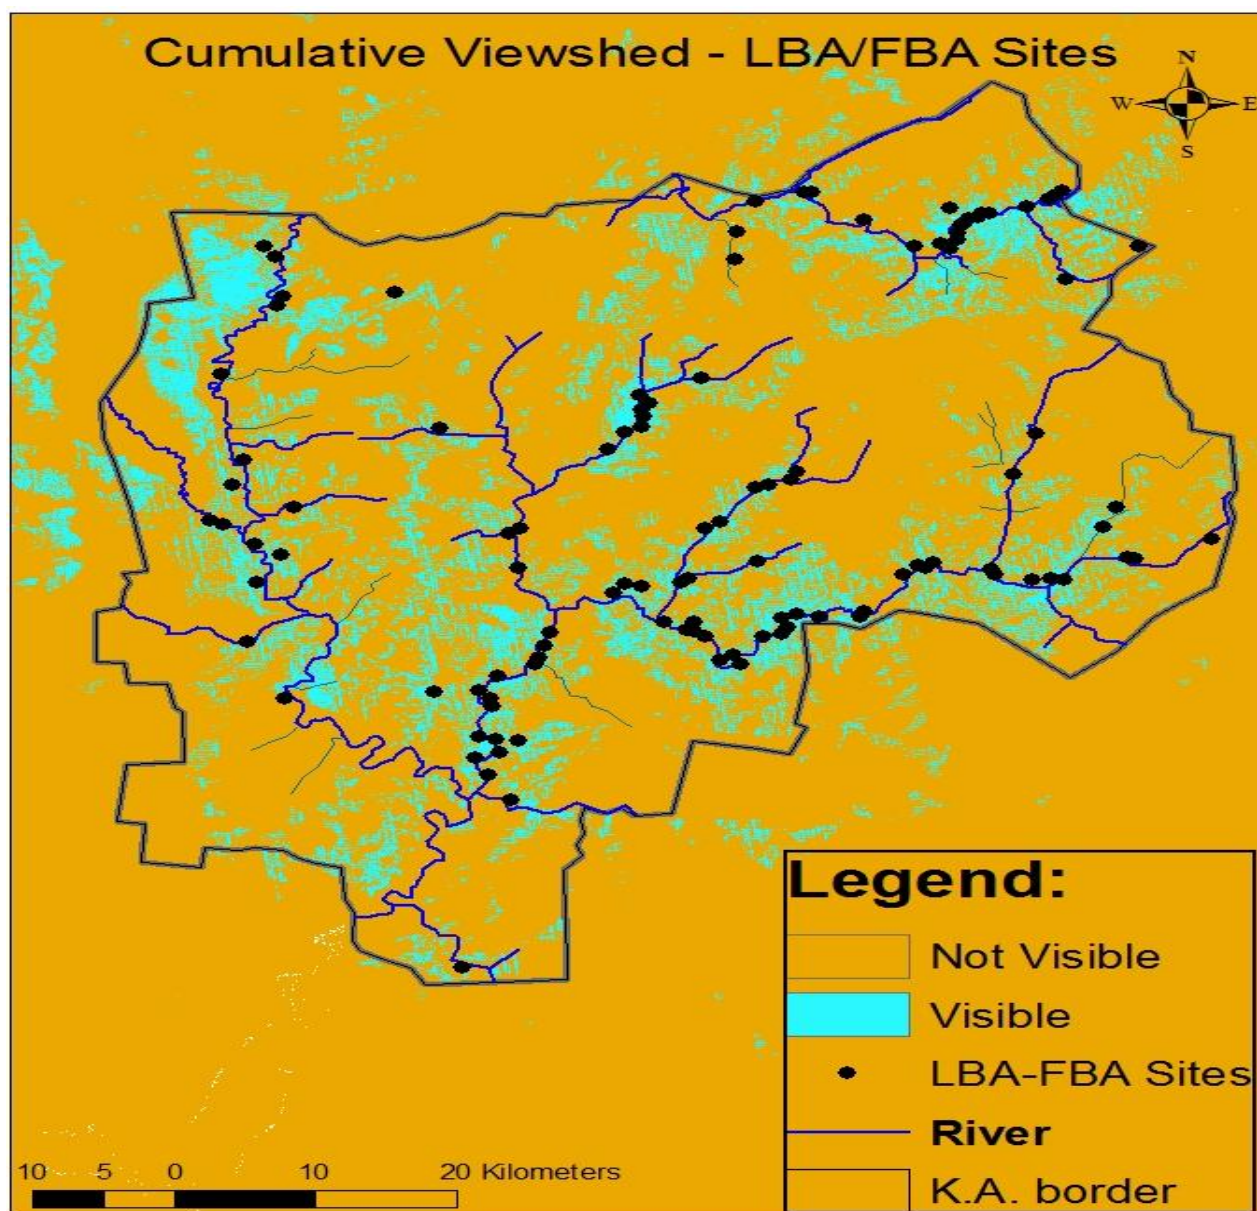 Cumulative Viewshed - LBA/FBA Sites
N
W E
S
Legend:
Not Visible
Visible
LBA-FBA Sites
River
K.A. border
10 5 0 10 20 Kilometers